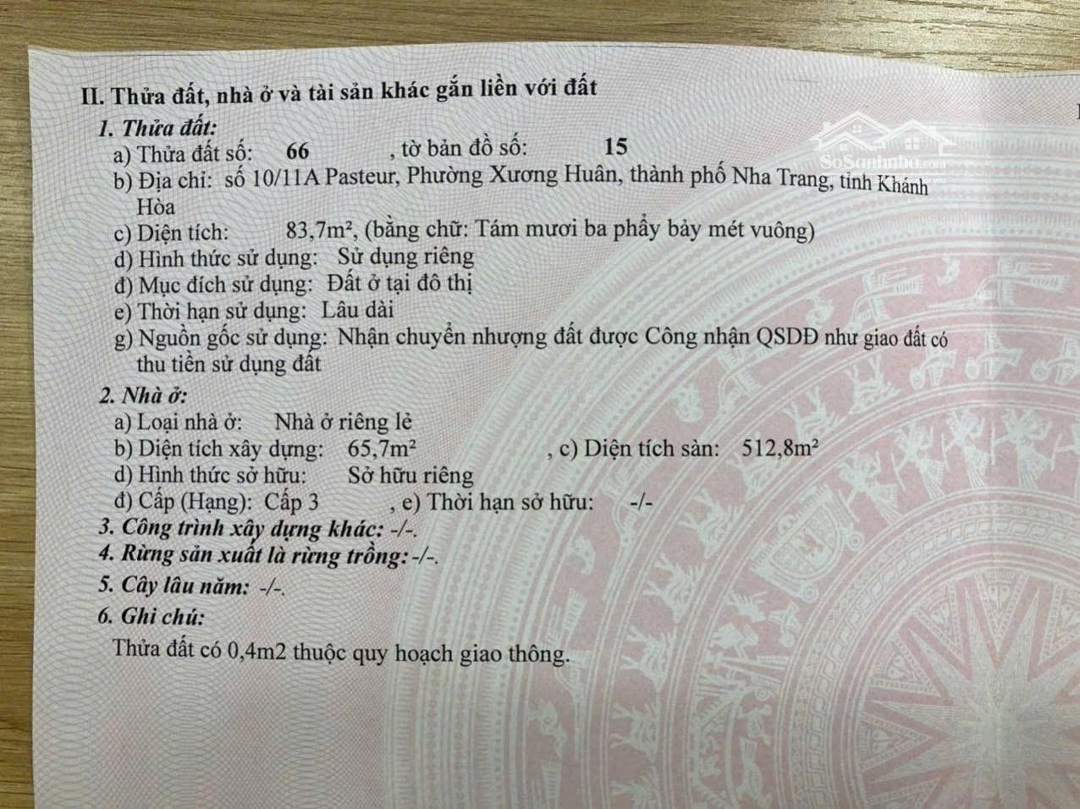 II. Thửa đất, nhà ở và tài sản khác gắn liền với đất
1. Thửa đất:
a) Thửa đất số: 66 , tờ bản đồ số: 15
SoSanhnha.com
b) Địa chỉ: số 10/11A Pasteur, Phường Xương Huân, thành phố Nha Trang, tỉnh Khánh
Hòa
c) Diện tích: 83,7m², (bằng chữ: Tám mươi ba phẩy bảy mét vuông)
d) Hình thức sử dụng: Sử dụng riêng
đ) Mục đích sử dụng: Đất ở tại đô thị
e) Thời hạn sử dụng: Lâu dài
g) Nguồn gốc sử dụng: Nhận chuyển nhượng đất được Công nhận QSDĐ như giao đất có
thu tiền sử dụng đất
2. Nhà ở:
a) Loại nhà ở: Nhà ở riêng lẻ
b) Diện tích xây dựng: 65,7m² , c) Diện tích sàn: 512,8m²
d) Hình thức sở hữu: Sở hữu riêng
đ) Cấp (Hạng): Cấp 3 , e) Thời hạn sở hữu: -/-
3. Công trình xây dựng khác: -/-.
4. Rừng sản xuất là rừng trồng: -/-.
5. Cây lâu năm: -/-.
6. Ghi chú:
Thửa đất có 0,4m2 thuộc quy hoạch giao thông.